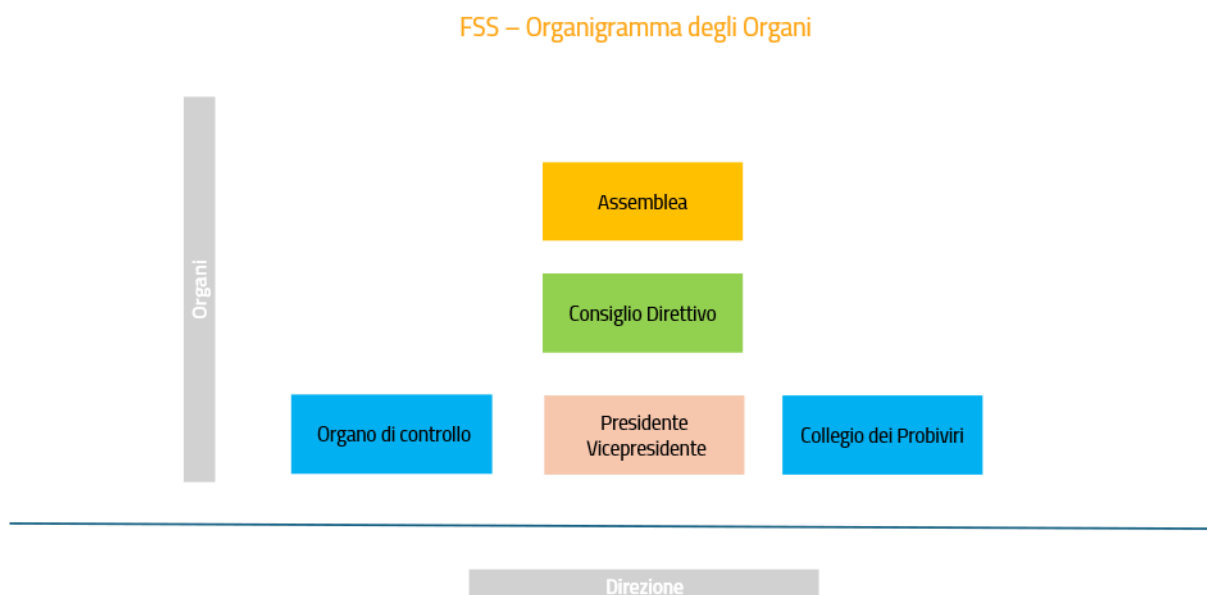 FSS – Organigramma degli Organi
Organi
Assemblea
Consiglio Direttivo
Organo di controllo
Presidente
Vicepresidente
Collegio dei Probiviri
Direzione